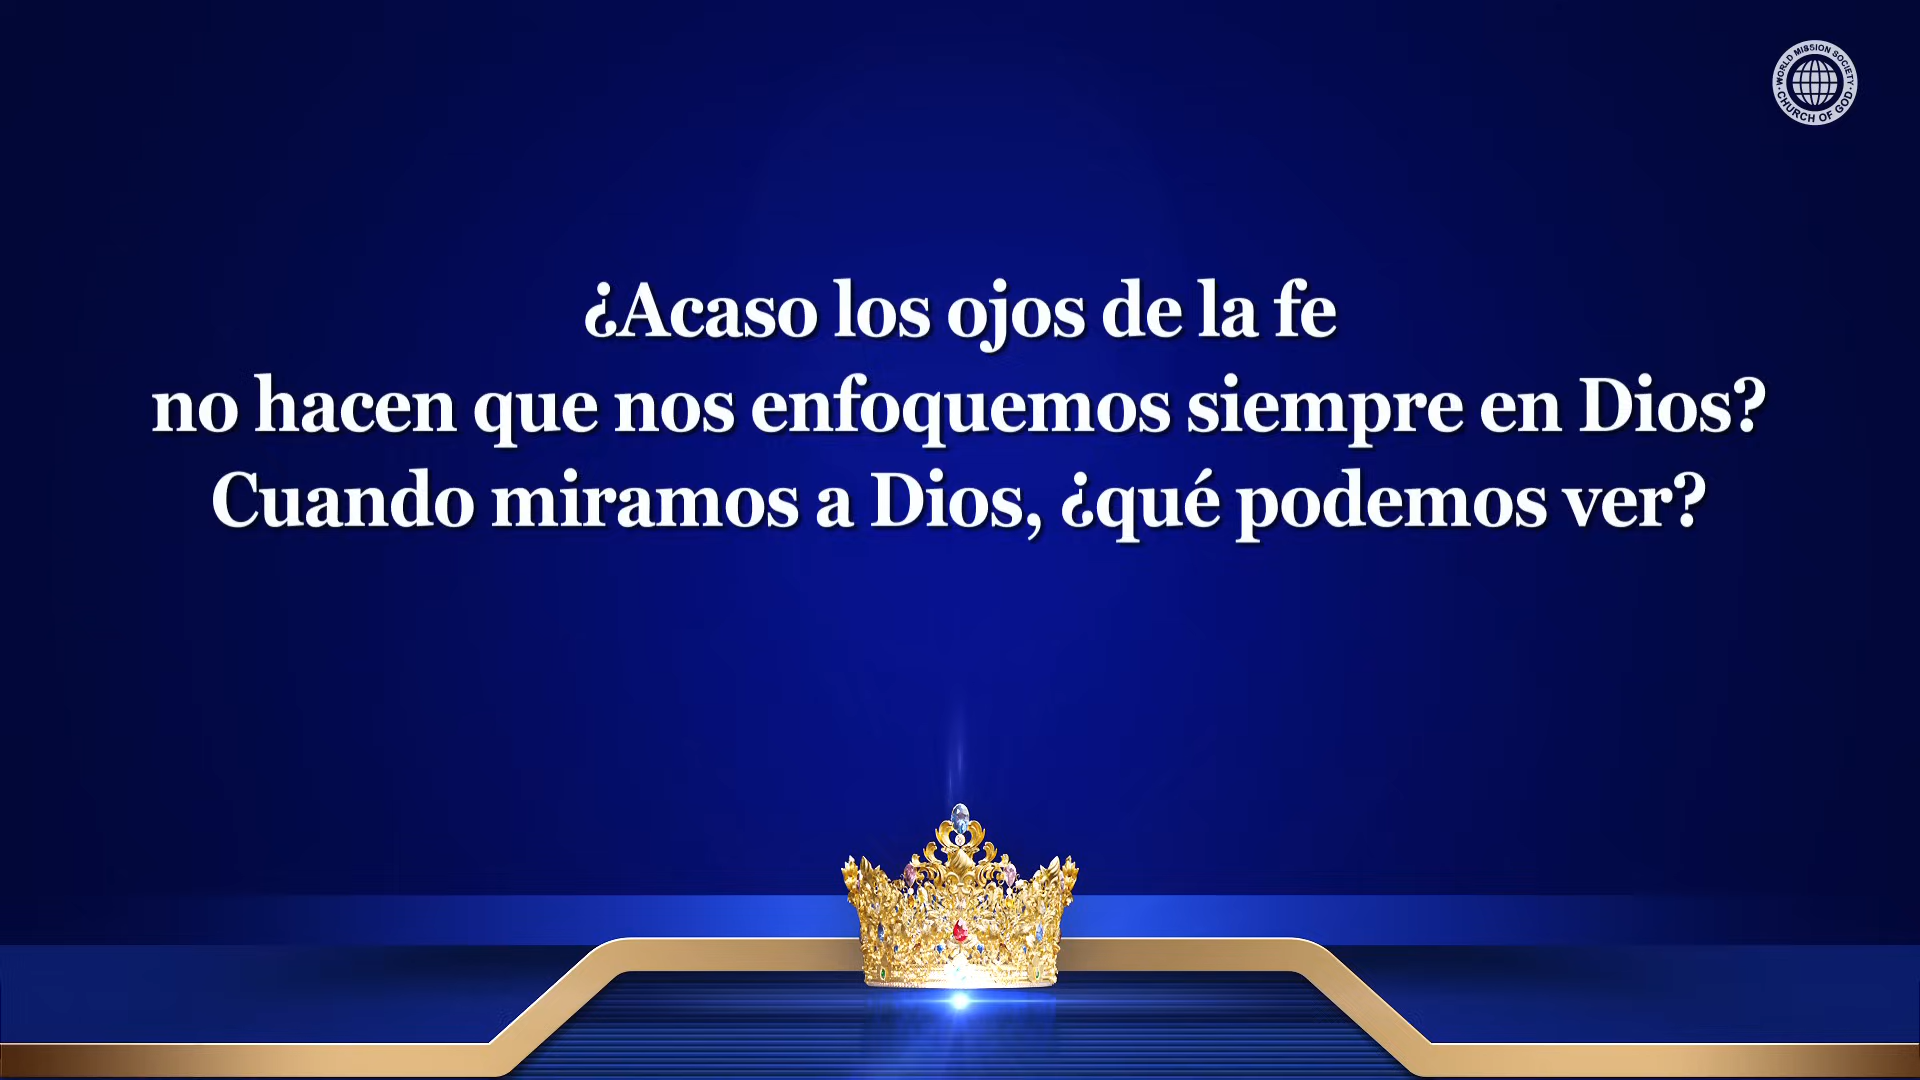 WORLD MISSION SOCIETY
CHURCH OF GOD
¿Acaso los ojos de la fe
no hacen que nos enfoquemos siempre en Dios?
Cuando miramos a Dios, ¿qué podemos ver?